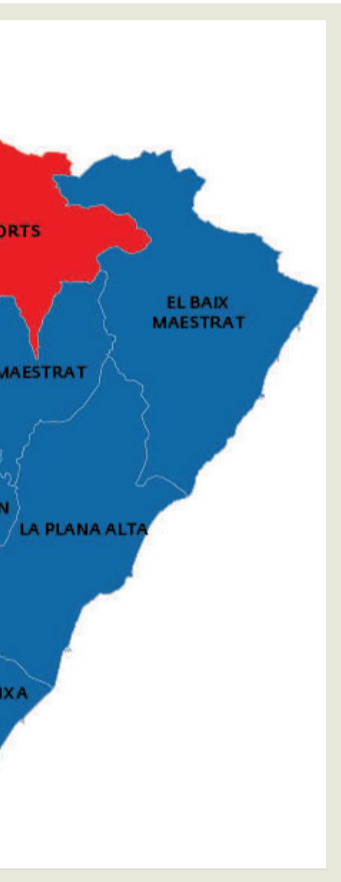 ORTS
EL BAIX
MAESTRAT
MAESTRAT
N
LA PLANA ALTA
IXA